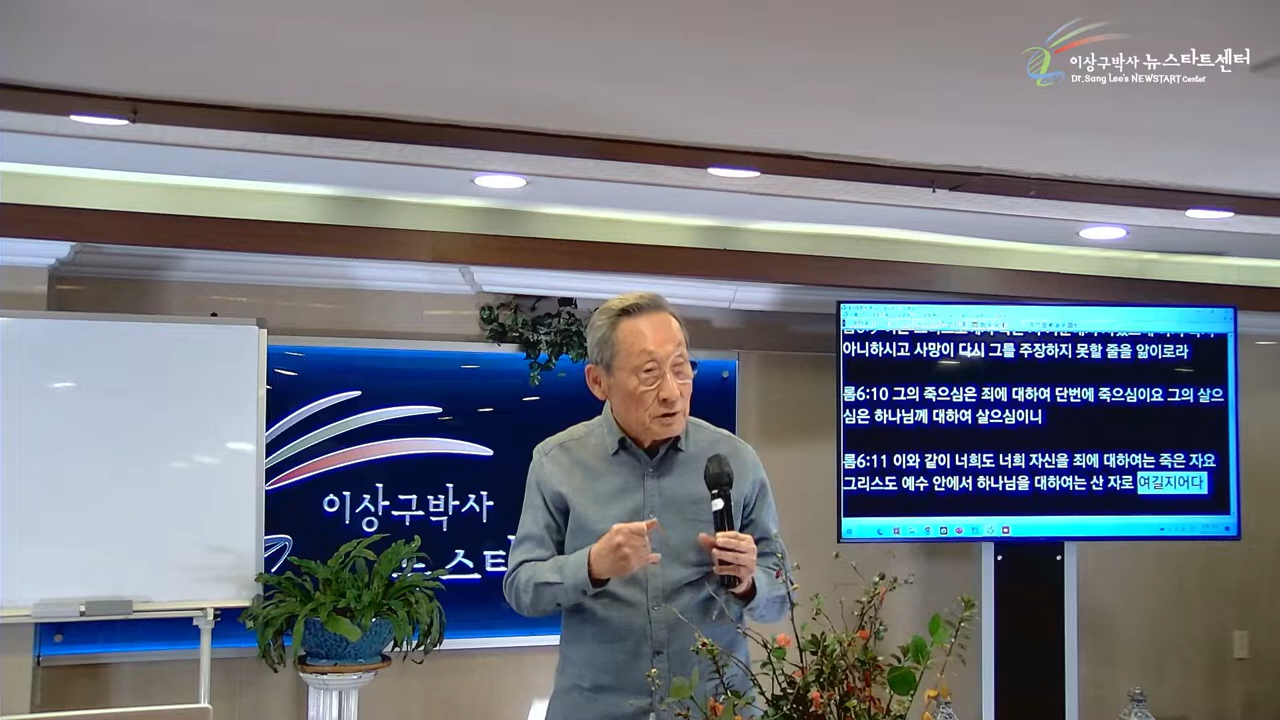 이상구박사 뉴스타트센터
Dr. Sang Lee's NEWSTART Center
아니하시고 사망이 다시 그를 주장하지 못할 줄을 앎이로라
롬6:10 그의 죽으심은 죄에 대하여 단번에 죽으심이요 그의 살으
심은 하나님께 대하여 살으심이니
롬6:11 이와 같이 너희도 너희 자신을 죄에 대하여는 죽은 자요
그리스도 예수 안에서 하나님을 대하여는 산 자로 여길지어다
이상구박사
스타